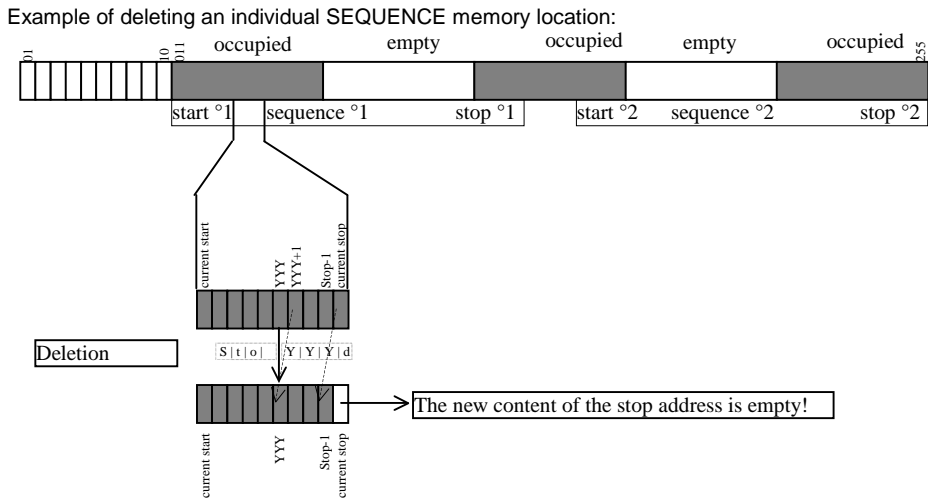 Example of deleting an individual SEQUENCE memory location:
occupied empty occupied empty occupied
01 10 011 255
start °1 sequence °1 stop °1 start °2 sequence °2 stop °2
current start YYY YYY+1 Stop-1 current stop
Deletion
S|t|o| Y|Y|Y|d
The new content of the stop address is empty!
current start YYY Stop-1 current stop